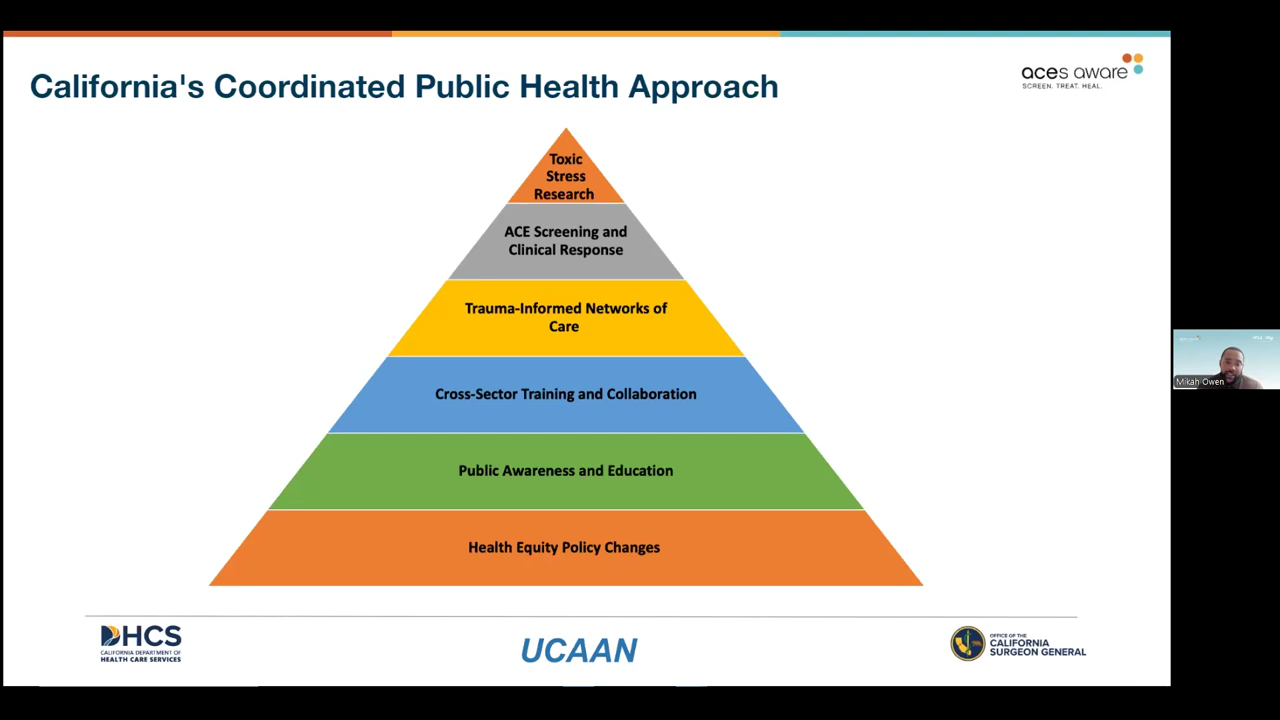 California's Coordinated Public Health Approach
aces aware
SCREEN. TREAT. HEAL.
Toxic
Stress
Research
ACE Screening and
Clinical Response
Trauma-Informed Networks of
Care
Cross-Sector Training and Collaboration
Public Awareness and Education
Health Equity Policy Changes
Mikah Owen
DHCS
CALIFORNIA DEPARTMENT OF
HEALTH CARE SERVICES
UCAAN
OFFICE OF THE
CALIFORNIA
SURGEON GENERAL